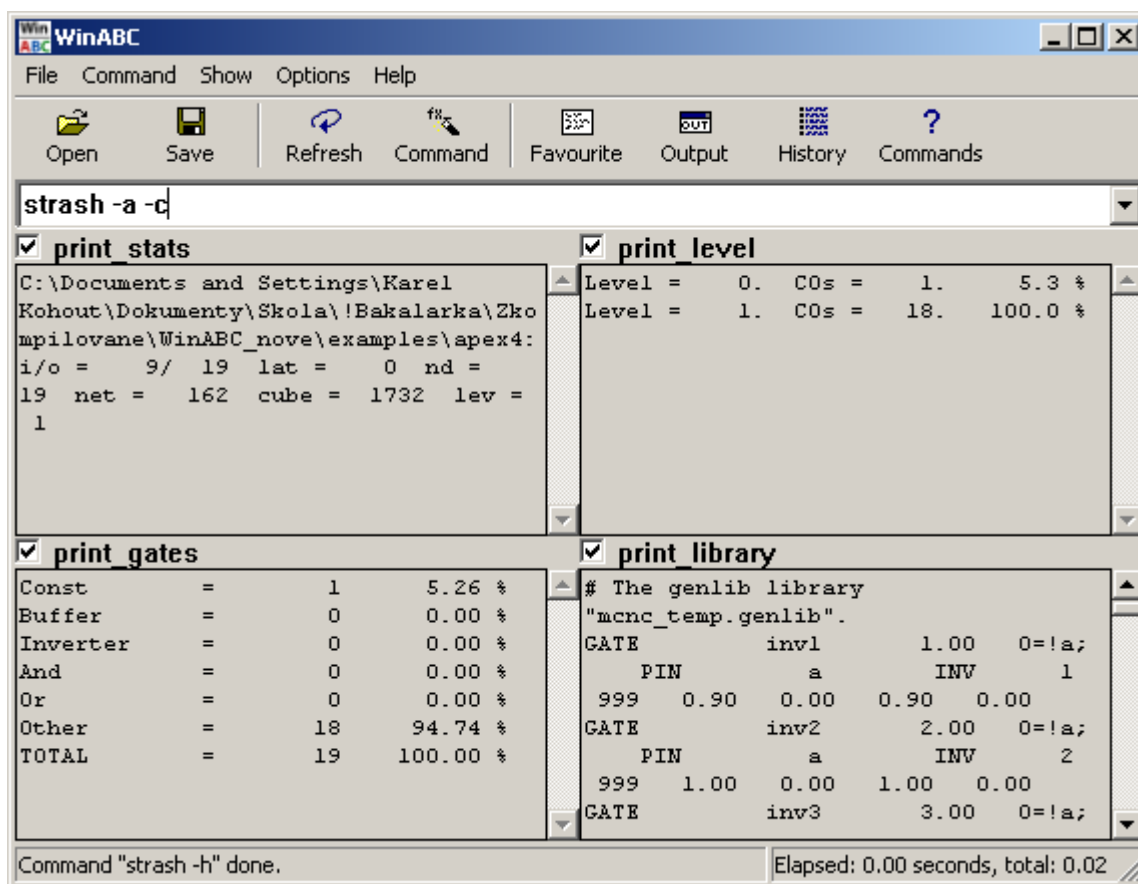 Win ABC WinABC
File Command Show Options Help
Open Save Refresh Command Favourite Output History Commands
strash -a -c
print_stats
C:\Documents and Settings\Karel
Kohout\Dokumenty\Skola\!Bakalarka\Zko
mpilovane\WinABC_nove\examples\apex4:
i/o = 9/ 19 lat = 0 nd =
19 net = 162 cube = 1732 lev =
1
print_level
Level = 0. COs = 1. 5.3 %
Level = 1. COs = 18. 100.0 %
print_gates
Const = 1 5.26 %
Buffer = 0 0.00 %
Inverter = 0 0.00 %
And = 0 0.00 %
Or = 0 0.00 %
Other = 18 94.74 %
TOTAL = 19 100.00 %
print_library
# The genlib library
"mcnc_temp.genlib".
GATE inv1 1.00 O=!a;
PIN a INV 1
999 0.90 0.00 0.90 0.00
GATE inv2 2.00 O=!a;
PIN a INV 2
999 1.00 0.00 1.00 0.00
GATE inv3 3.00 O=!a;
Command "strash -h" done.
Elapsed: 0.00 seconds, total: 0.02